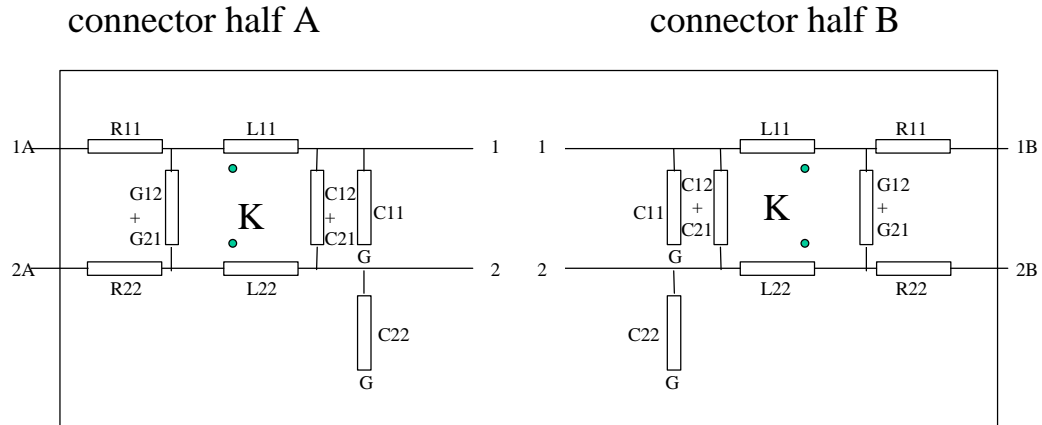 connector half A
connector half B
R11
L11
L11
R11
1A
1
1
1B
G12
+
G21
K
C12
+
C21
C11
G
C11
G
C12
+
C21
K
G12
+
G21
2A
2
2
2B
R22
L22
L22
R22
C22
G
C22
G